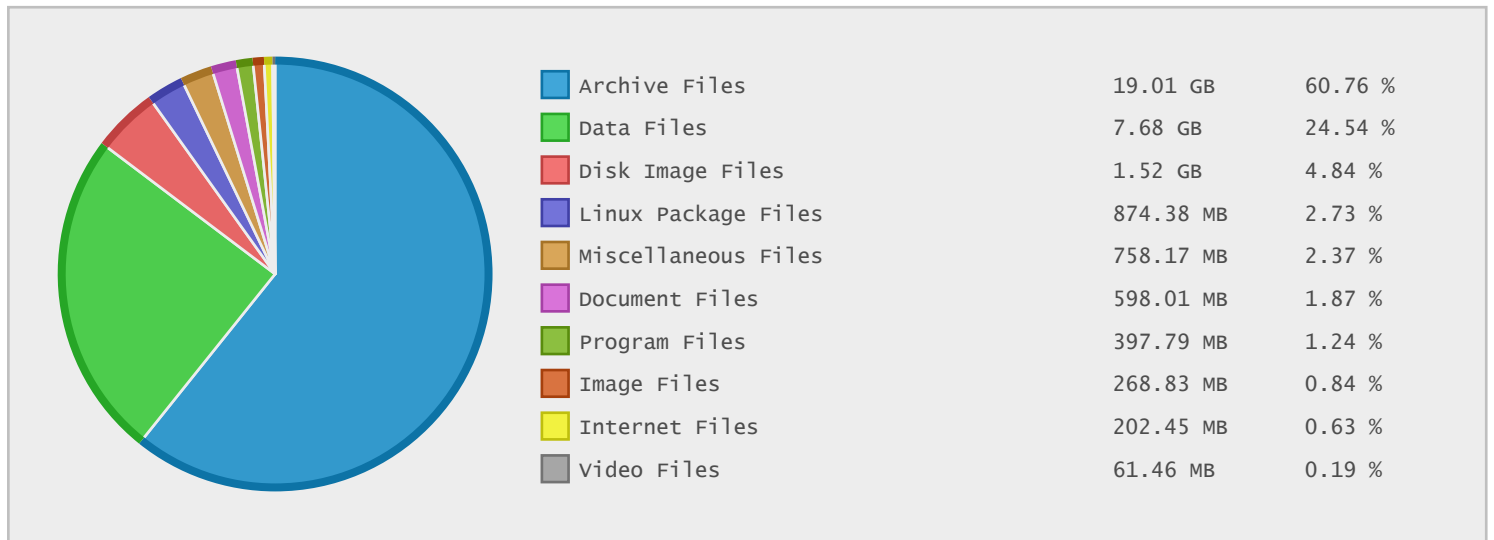 Archive Files 19.01 GB 60.76 %
Data Files 7.68 GB 24.54 %
Disk Image Files 1.52 GB 4.84 %
Linux Package Files 874.38 MB 2.73 %
Miscellaneous Files 758.17 MB 2.37 %
Document Files 598.01 MB 1.87 %
Program Files 397.79 MB 1.24 %
Image Files 268.83 MB 0.84 %
Internet Files 202.45 MB 0.63 %
Video Files 61.46 MB 0.19 %